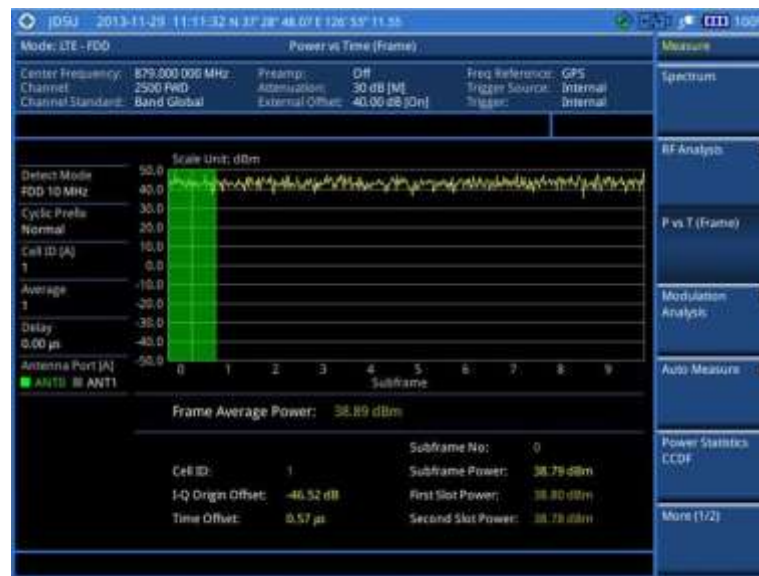 JDSU 2013-11-29 11:11:32 N 37° 28' 48.07 E 126° 53' 11.55
100%
Mode: LTE - FDD
Power vs Time (Frame)
Measure
Center Frequency: 879.000 000 MHz
Preamp: Off
Freq Reference: GPS
Channel: 2500 FWD
Attenuation: 30 dB [M]
Trigger Source: Internal
Channel Standard: Band Global
External Offset: 40.00 dB [On]
Trigger: Internal
Spectrum
RF Analysis
P vs T (Frame)
Modulation Analysis
Auto Measure
Power Statistics CCDF
More (1/2)
Detect Mode
FDD 10 MHz
Cyclic Prefix
Normal
Cell ID [A]
1
Average
1
Delay
0.00 µs
Antenna Port [A]
ANT0 ANT1
Scale Unit: dBm
50.0
40.0
30.0
20.0
10.0
0.0
-10.0
-20.0
-30.0
-40.0
-50.0
0 1 2 3 4 5 6 7 8 9
Subframe
Frame Average Power: 38.89 dBm
Subframe No: 0
Cell ID: 1
Subframe Power: 38.79 dBm
I-Q Origin Offset: -46.52 dB
First Slot Power: 38.80 dBm
Time Offset: 0.57 µs
Second Slot Power: 38.78 dBm